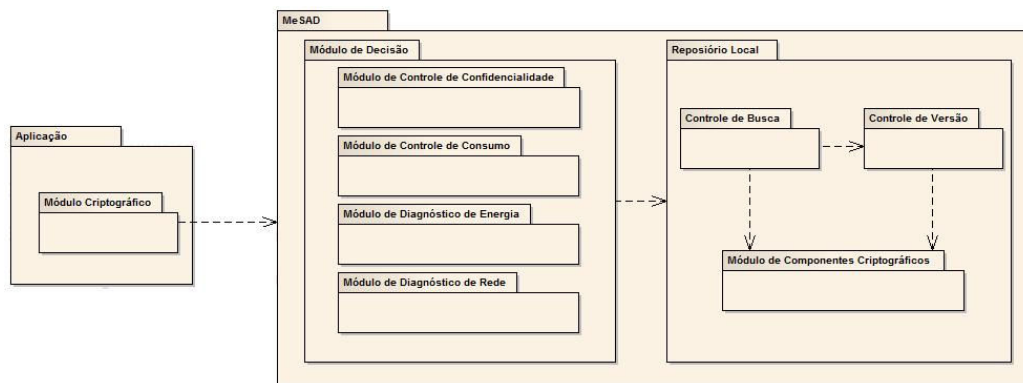 MeSAD
Módulo de Decisão
Módulo de Controle de Confidencialidade
Módulo de Controle de Consumo
Módulo de Diagnóstico de Energia
Módulo de Diagnóstico de Rede
Reposiório Local
Controle de Busca
Controle de Versão
Módulo de Componentes Criptográficos
Aplicação
Módulo Criptográfico